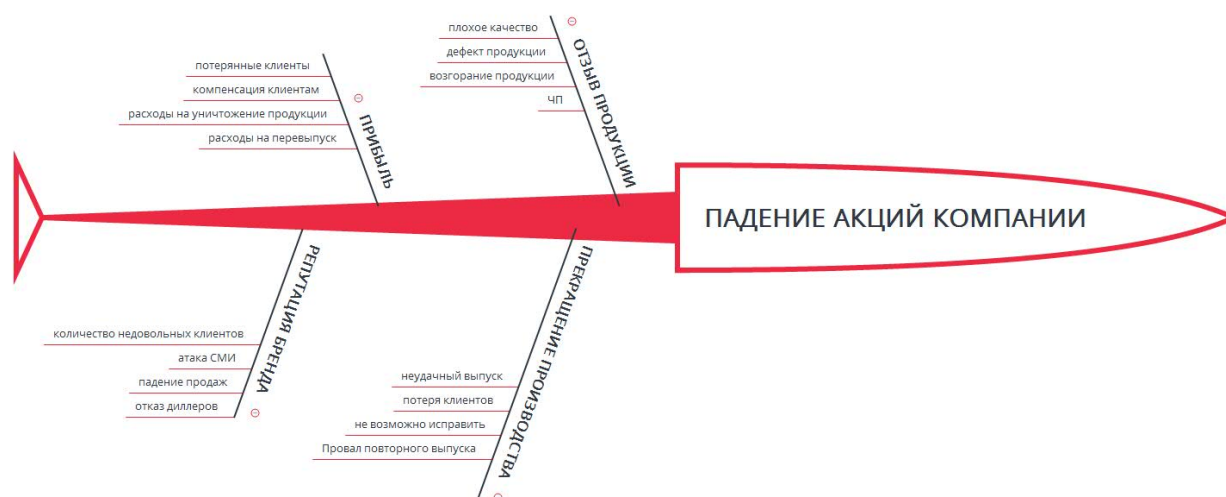 плохое качество
дефект продукции
возгорание продукции
ЧП
ОТЗЫВ ПРОДУКЦИИ
потерянные клиенты
компенсация клиентам
расходы на уничтожение продукции
расходы на перевыпуск
ПРИБЫЛЬ
ПАДЕНИЕ АКЦИЙ КОМПАНИИ
РЕПУТАЦИЯ БРЕНДА
количество недовольных клиентов
атака СМИ
падение продаж
отказ диллеров
ПРЕКРАЩЕНИЕ ПРОИЗВОДСТВА
неудачный выпуск
потеря клиентов
не возможно исправить
Провал повторного выпуска